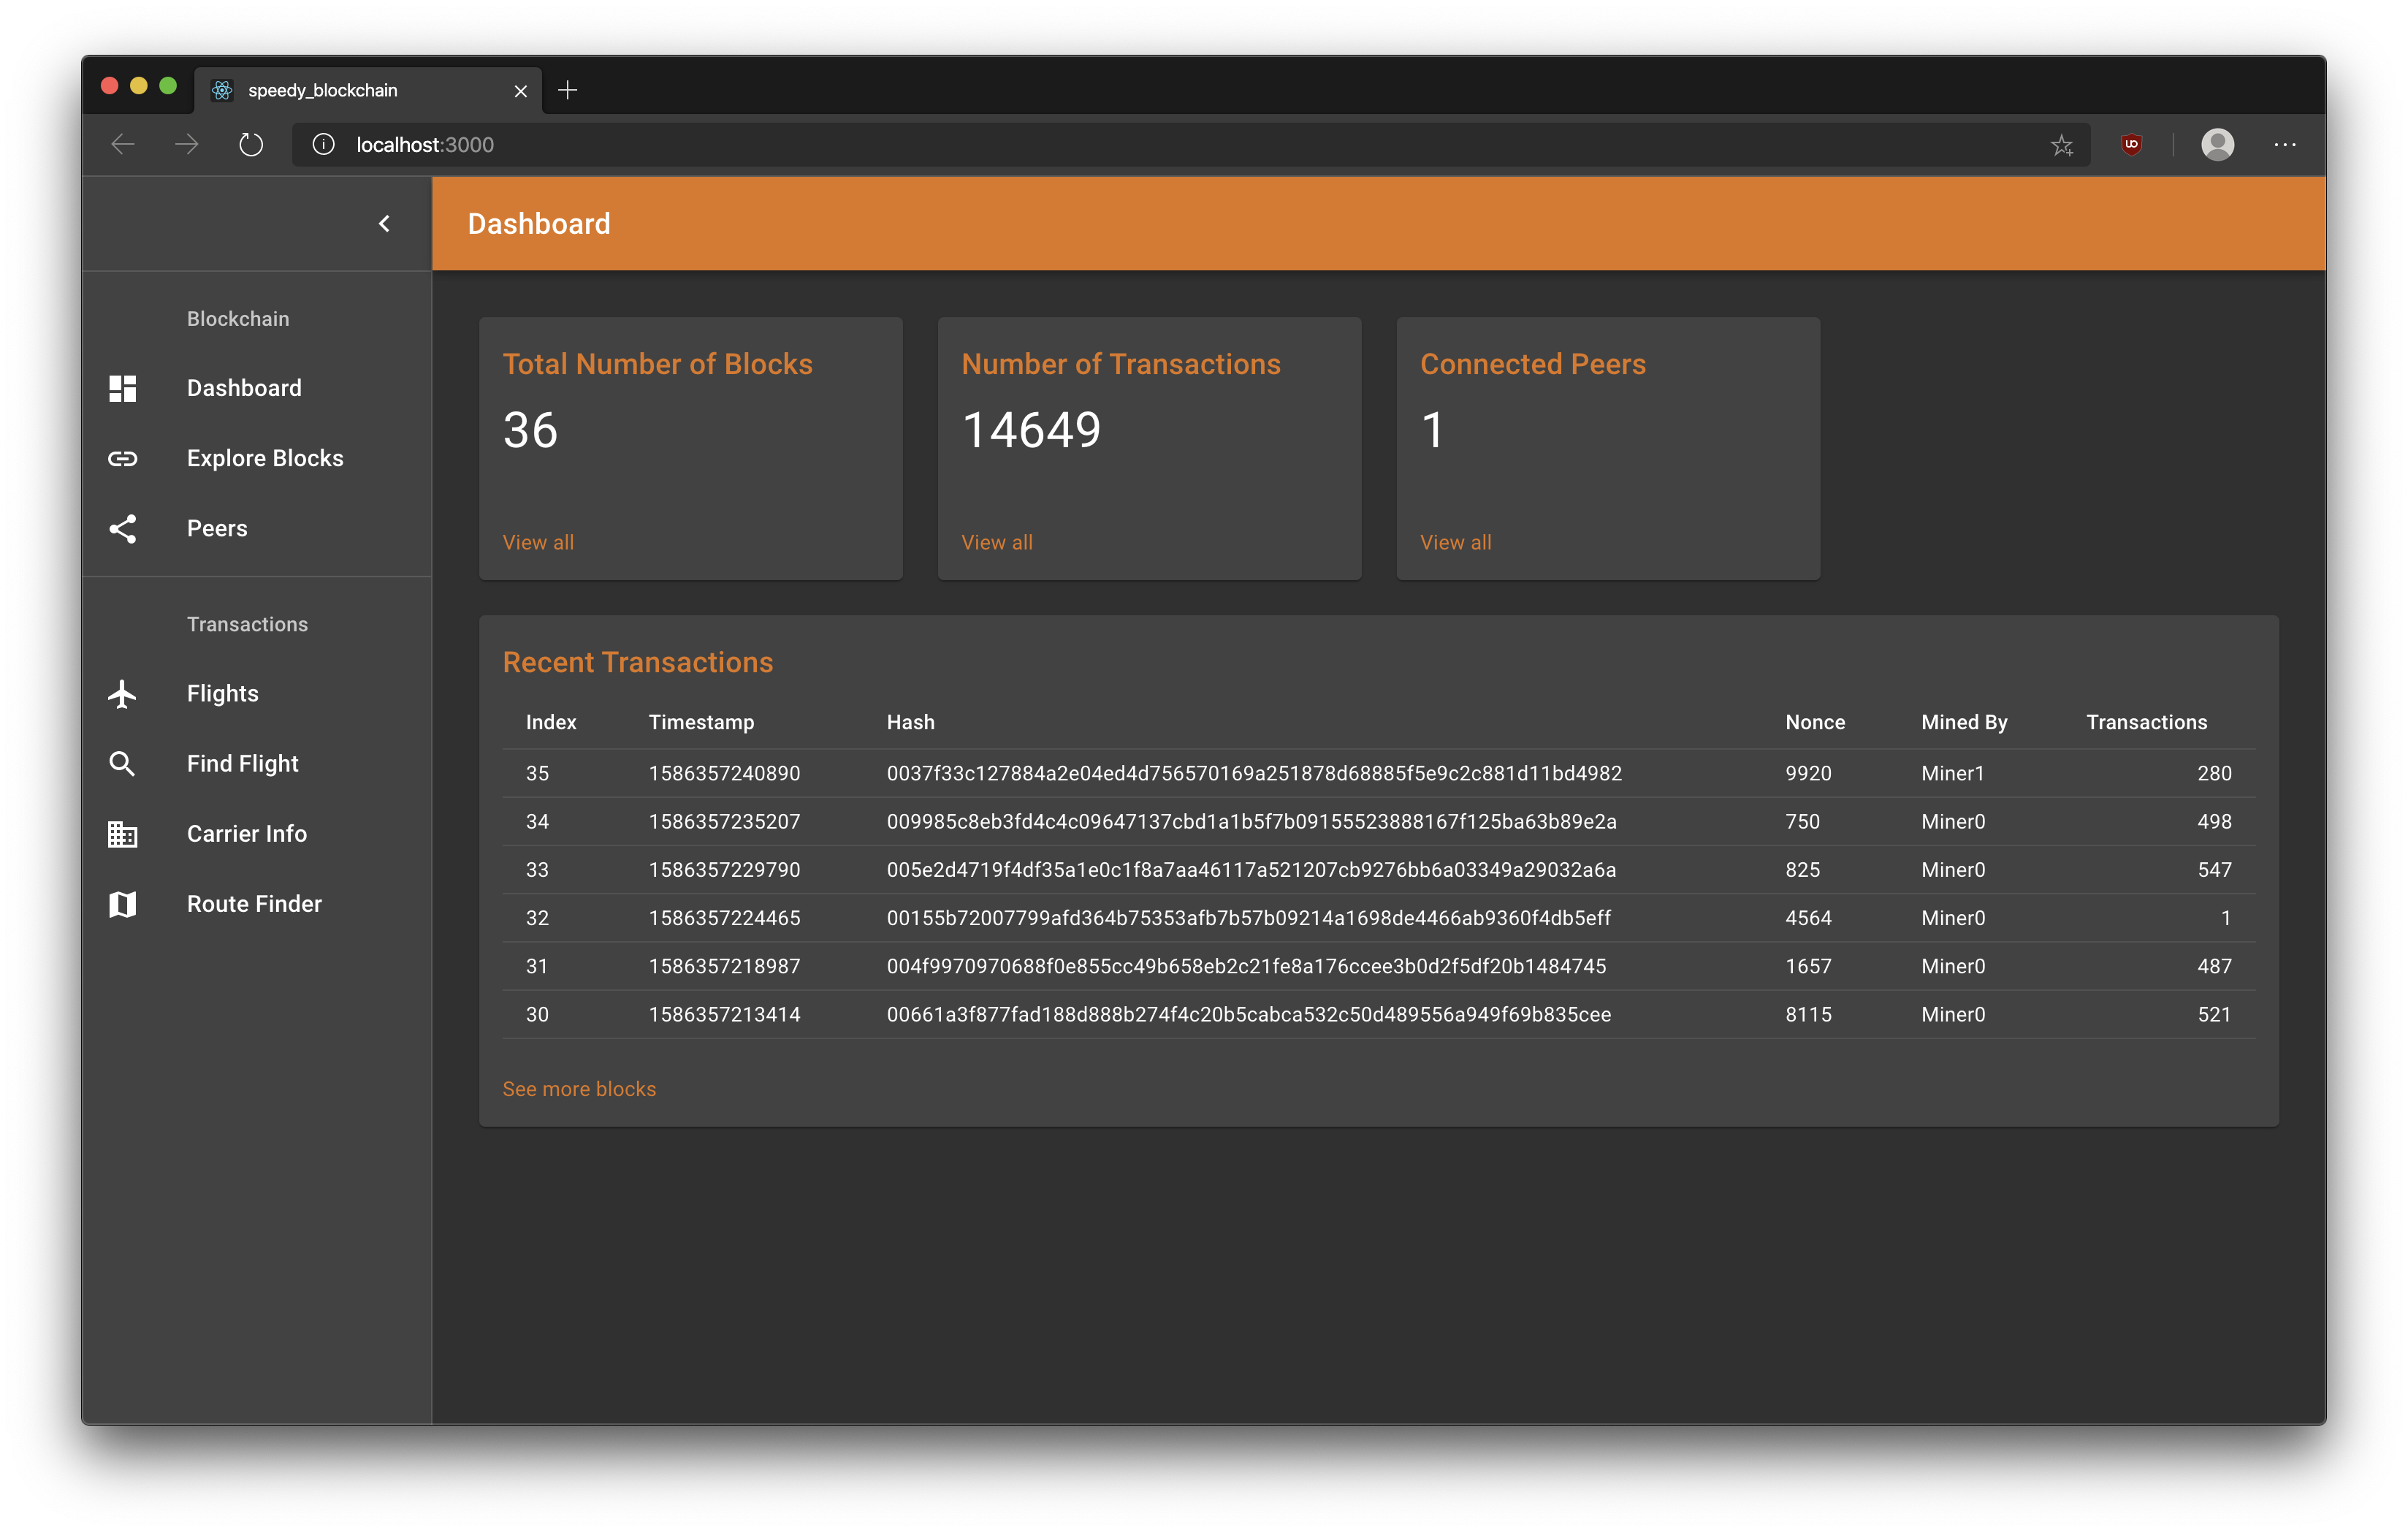 speedy_blockchain
localhost:3000
Dashboard
Blockchain
Dashboard
Explore Blocks
Peers
Transactions
Flights
Find Flight
Carrier Info
Route Finder
Total Number of Blocks
36
View all
Number of Transactions
14649
View all
Connected Peers
1
View all
Recent Transactions
Index Timestamp Hash Nonce Mined By Transactions
35 1586357240890 0037f33c127884a2e04ed4d756570169a251878d68885f5e9c2c881d11bd4982 9920 Miner1 280
34 1586357235207 009985c8eb3fd4c4c09647137cbd1a1b5f7b09155523888167f125ba63b89e2a 750 Miner0 498
33 1586357229790 005e2d4719f4df35a1e0c1f8a7aa46117a521207cb9276bb6a03349a29032a6a 825 Miner0 547
32 1586357224465 00155b72007799afd364b75353afb7b57b09214a1698de4466ab9360f4db5eff 4564 Miner0 1
31 1586357218987 004f9970970688f0e855cc49b658eb2c21fe8a176ccee3b0d2f5df20b1484745 1657 Miner0 487
30 1586357213414 00661a3f877fad188d888b274f4c20b5cabca532c50d489556a949f69b835cee 8115 Miner0 521
See more blocks